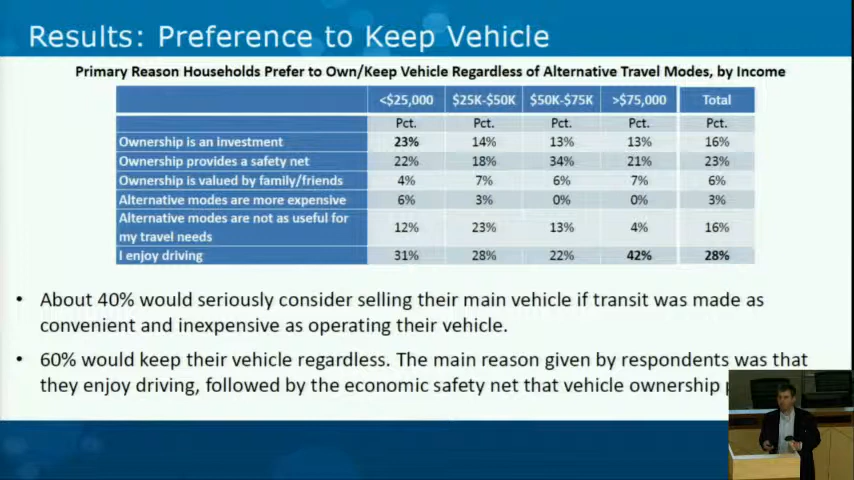 Results: Preference to Keep Vehicle
Primary Reason Households Prefer to Own/Keep Vehicle Regardless of Alternative Travel Modes, by Income
<$25,000 $25K-$50K $50K-$75K >$75,000 Total
Pct. Pct. Pct. Pct. Pct.
Ownership is an investment 23% 14% 13% 13% 16%
Ownership provides a safety net 22% 18% 34% 21% 23%
Ownership is valued by family/friends 4% 7% 6% 7% 6%
Alternative modes are more expensive 6% 3% 0% 0% 3%
Alternative modes are not as useful for
my travel needs 12% 23% 13% 4% 16%
I enjoy driving 31% 28% 22% 42% 28%
• About 40% would seriously consider selling their main vehicle if transit was made as
convenient and inexpensive as operating their vehicle.
• 60% would keep their vehicle regardless. The main reason given by respondents was that
they enjoy driving, followed by the economic safety net that vehicle ownership